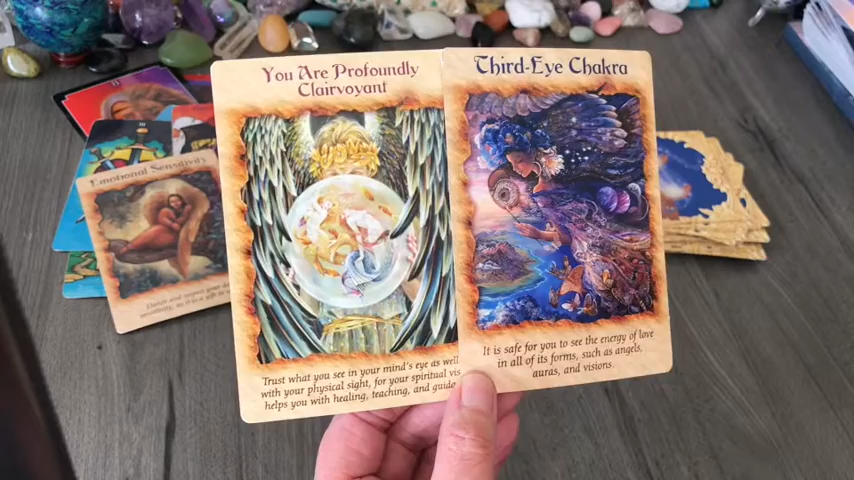 You Are Profoundly
Clairvoyant
Trust what you see in your mind's eye as well
with your physical sight, for your spiritual
helps you with healing, teaching, and
Third-Eye Chakra
It is safe for you to see the energy of love
in all of its forms, such as angels,
auras, and visions.
Emotional Sensitivity
III